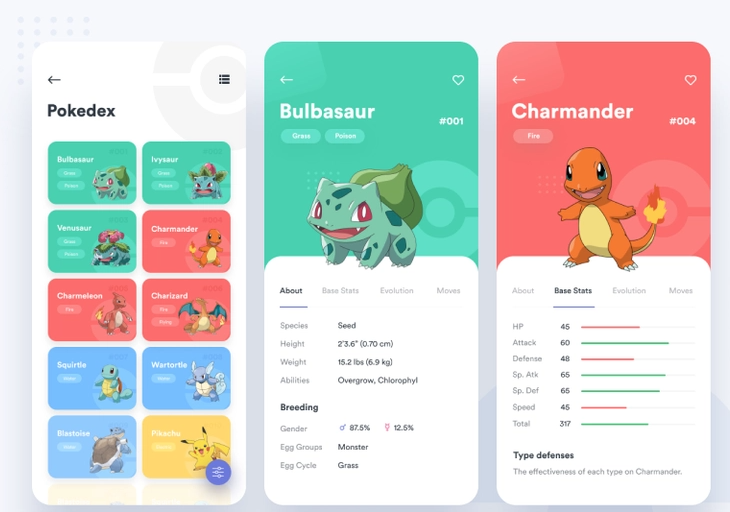 Pokedex
Bulbasaur
Grass
Poison
Ivysaur
Grass
Poison
Venusaur
Grass
Poison
Charmander
Fire
Charmeleon
Fire
Charizard
Fire
Flying
Squirtle
Water
Wartortle
Water
Blastoise
Water
Pikachu
Bulbasaur
#001
Grass Poison
About Base Stats Evolution Moves
Species Seed
Height 2'3.6" (0.70 cm)
Weight 15.2 lbs (6.9 kg)
Abilities Overgrow, Chlorophyl
Breeding
Gender ♂ 87.5% ♀ 12.5%
Egg Groups Monster
Egg Cycle Grass
Charmander
#004
Fire
About Base Stats Evolution Moves
HP 45
Attack 60
Defense 48
Sp. Atk 65
Sp. Def 65
Speed 45
Total 317
Type defenses
The effectiveness of each type on Charmander.